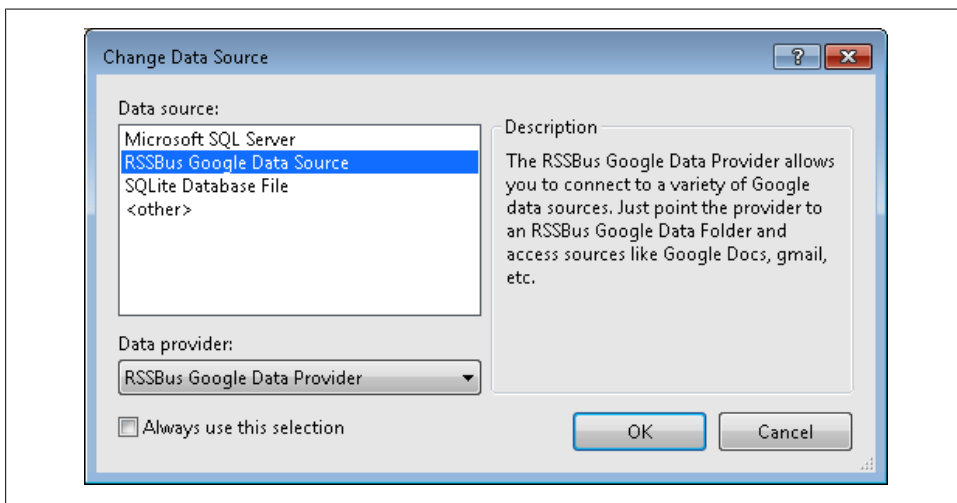 Change Data Source
Data source:
Microsoft SQL Server
RSSBus Google Data Source
SQLite Database File
<other>
Description
The RSSBus Google Data Provider allows
you to connect to a variety of Google
data sources. Just point the provider to
an RSSBus Google Data Folder and
access sources like Google Docs, gmail,
etc.
Data provider:
RSSBus Google Data Provider
Always use this selection
OK
Cancel